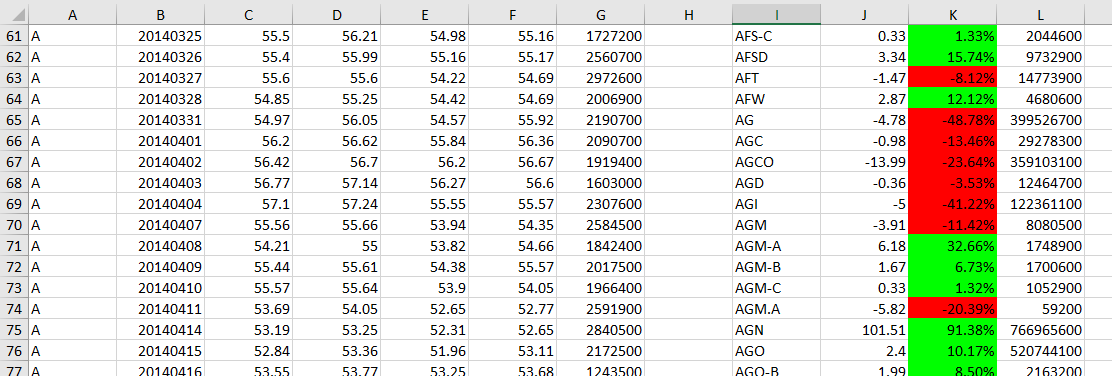 A B C D E F G H I J K L
61 A 20140325 55.5 56.21 54.98 55.16 1727200 AFS-C 0.33 1.33% 2044600
62 A 20140326 55.4 55.99 55.16 55.17 2560700 AFSD 3.34 15.74% 9732900
63 A 20140327 55.6 55.6 54.22 54.69 2972600 AFT -1.47 -8.12% 14773900
64 A 20140328 54.85 55.25 54.42 54.69 2006900 AFW 2.87 12.12% 4680600
65 A 20140331 54.97 56.05 54.57 55.92 2190700 AG -4.78 -48.78% 399526700
66 A 20140401 56.2 56.62 55.84 56.36 2090700 AGC -0.98 -13.46% 29278300
67 A 20140402 56.42 56.7 56.2 56.67 1919400 AGCO -13.99 -23.64% 359103100
68 A 20140403 56.77 57.14 56.27 56.6 1603000 AGD -0.36 -3.53% 12464700
69 A 20140404 57.1 57.24 55.55 55.57 2307600 AGI -5 -41.22% 122361100
70 A 20140407 55.56 55.66 53.94 54.35 2584500 AGM -3.91 -11.42% 8080500
71 A 20140408 54.21 55 53.82 54.66 1842400 AGM-A 6.18 32.66% 1748900
72 A 20140409 55.44 55.61 54.38 55.57 2017500 AGM-B 1.67 6.73% 1700600
73 A 20140410 55.57 55.64 53.9 54.05 1966400 AGM-C 0.33 1.32% 1052900
74 A 20140411 53.69 54.05 52.65 52.77 2591900 AGM.A -5.82 -20.39% 59200
75 A 20140414 53.19 53.25 52.31 52.65 2840500 AGN 101.51 91.38% 766965600
76 A 20140415 52.84 53.36 51.96 53.11 2172500 AGO 2.4 10.17% 520744100
77 A 20140416 53.55 53.77 53.25 53.68 1243500 AGO-B 1.99 8.50% 2163200